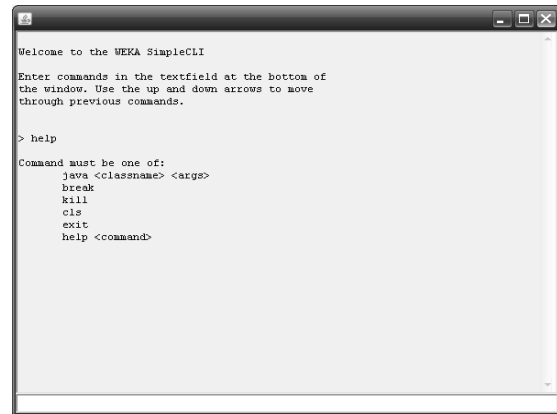 Welcome to the WEKA SimpleCLI
Enter commands in the textfield at the bottom of
the window. Use the up and down arrows to move
through previous commands.
> help
Command must be one of:
java <classname> <args>
break
kill
cls
exit
help <command>